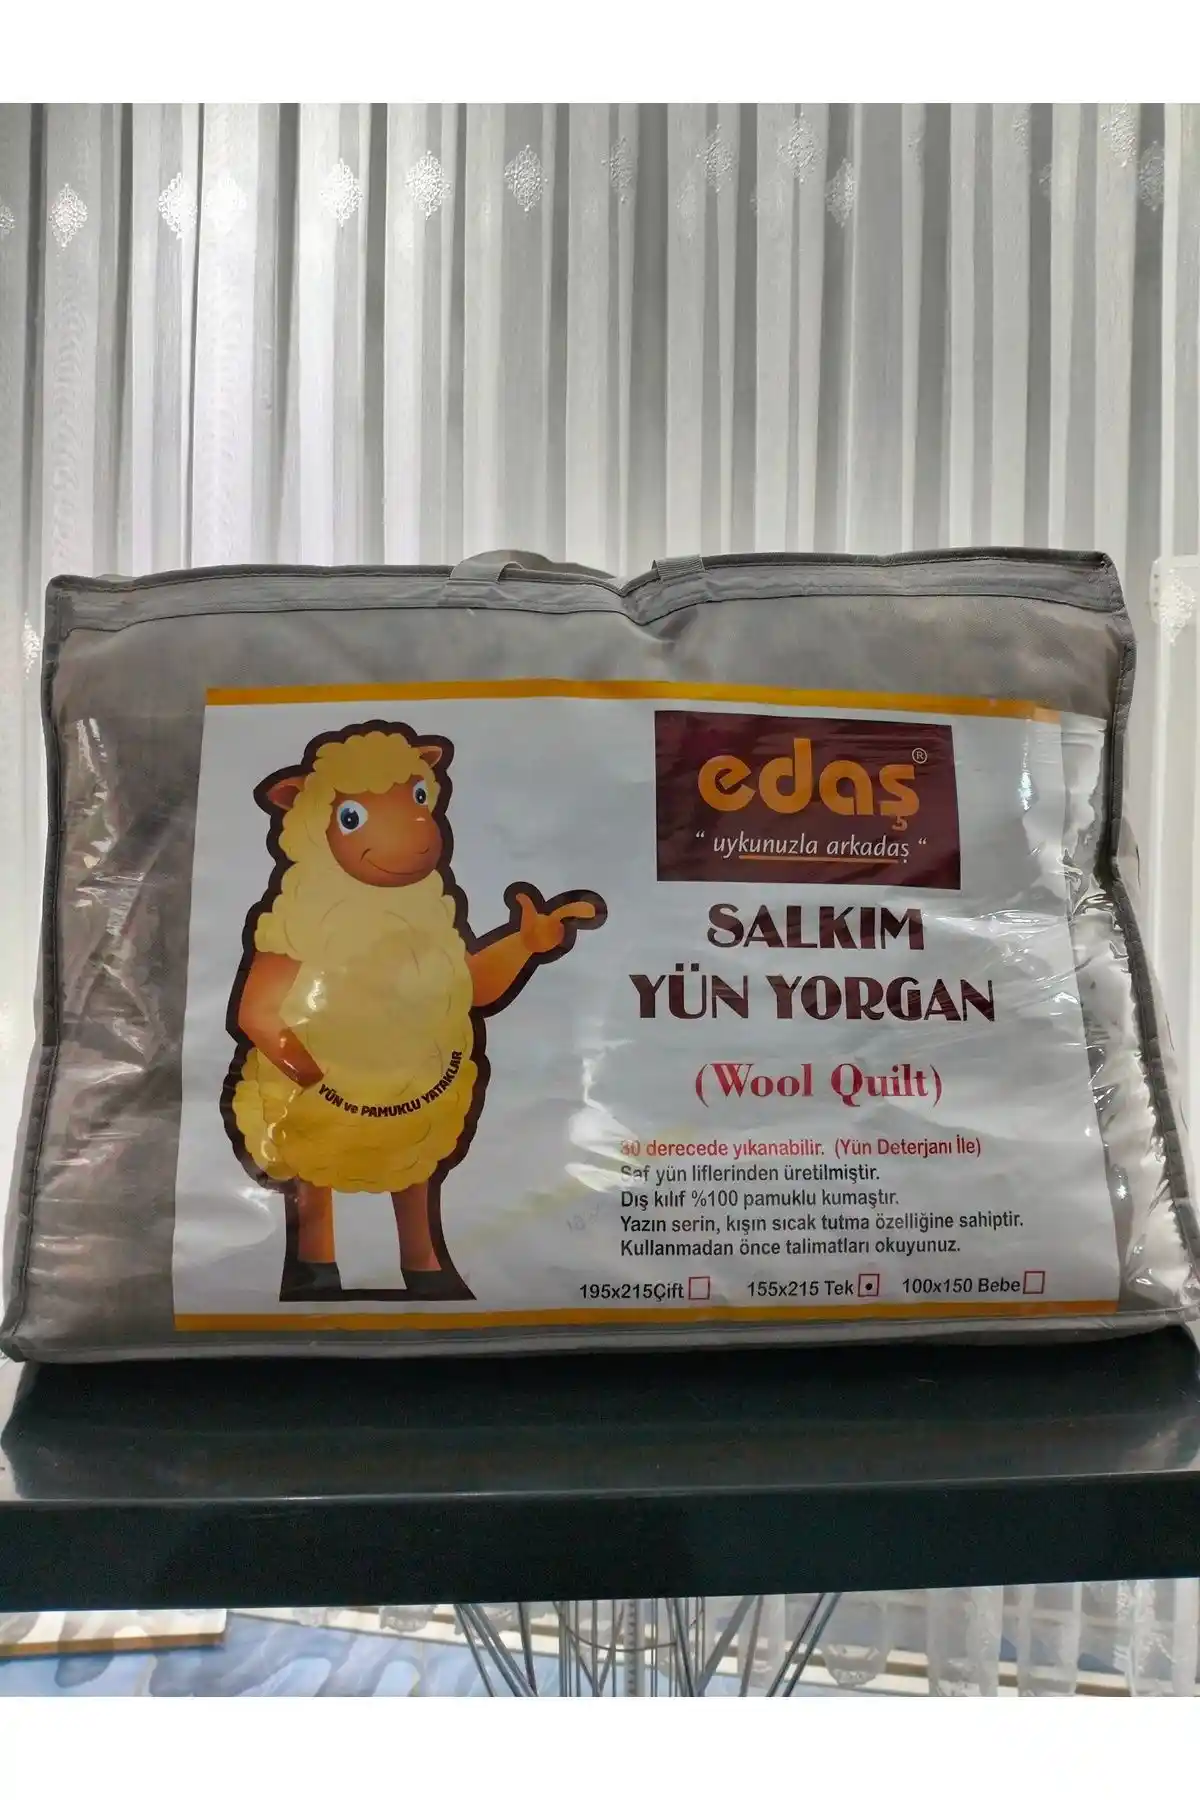 edaş®
" uykunuzla arkadaş "
SALKIM
YÜN YORGAN
(Wool Quilt)
YÜN ve PAMUKLU YATAKLAR
30 derecede yıkanabilir. (Yün Deterjanı İle)
Saf yün liflerinden üretilmiştir.
Dış kılıf %100 pamuklu kumaştır.
Yazın serin, kışın sıcak tutma özelliğine sahiptir.
Kullanmadan önce talimatları okuyunuz.
195x215Çift 155x215 Tek 100x150 Bebe